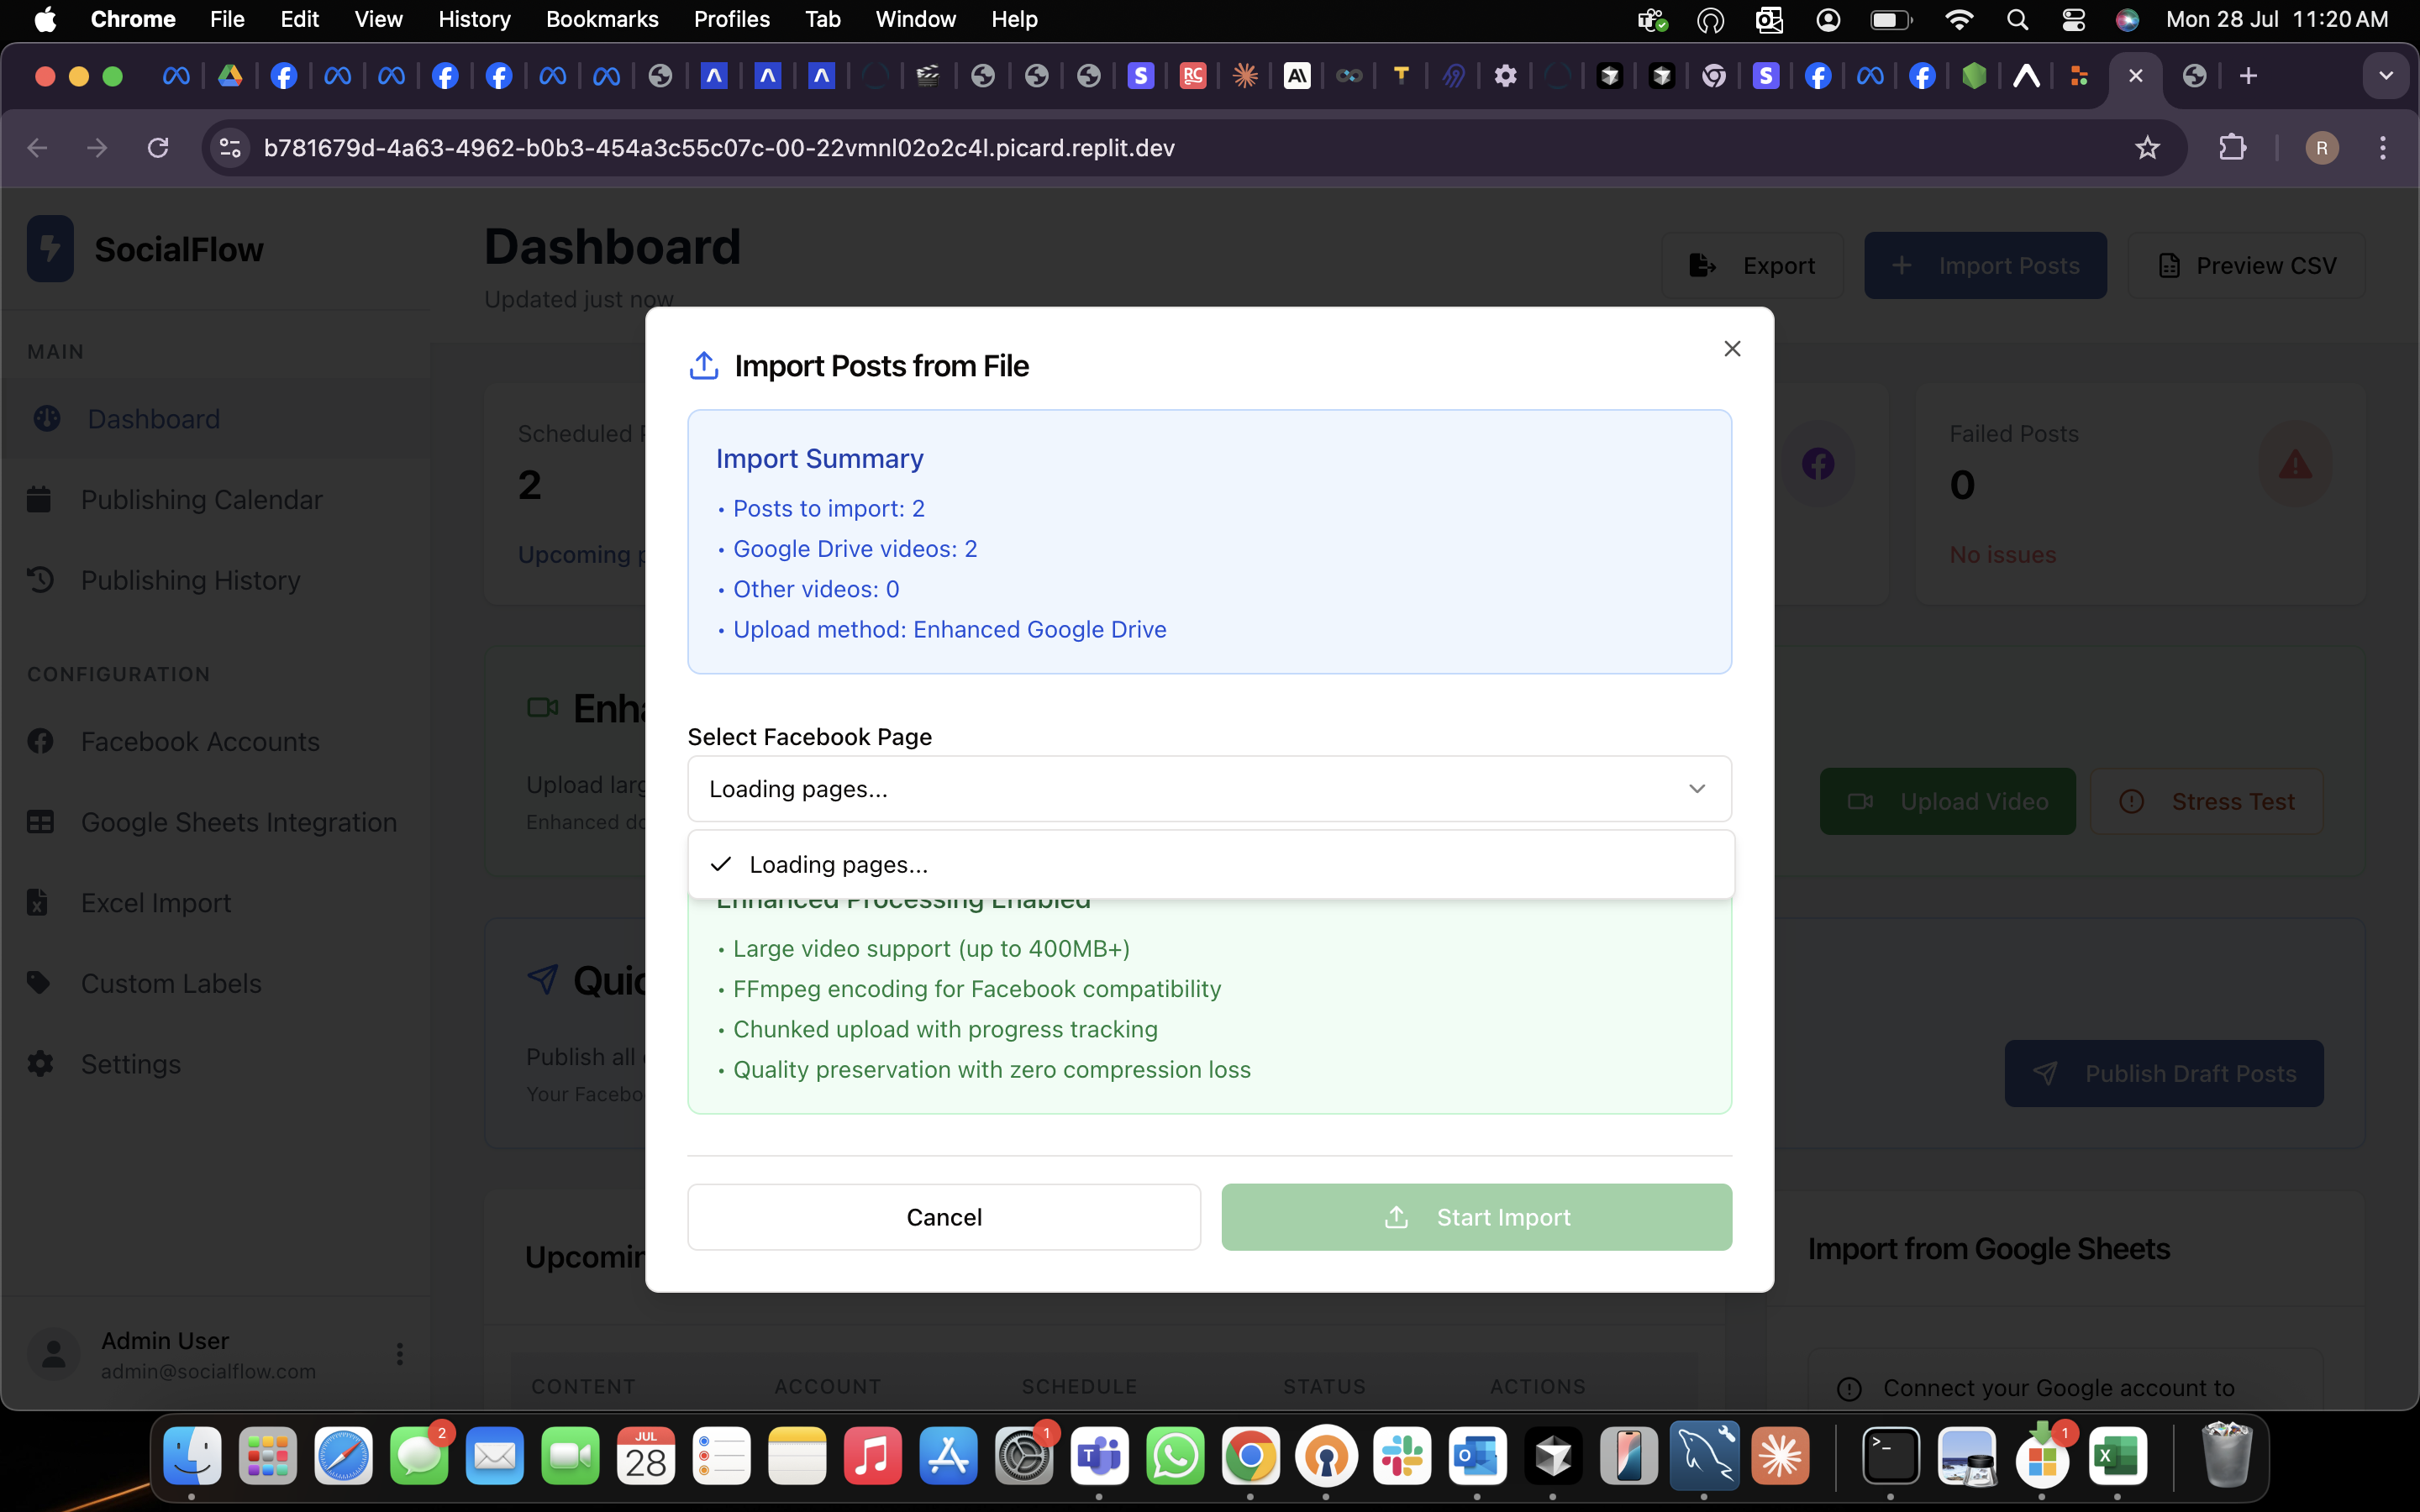 Chrome File Edit View History Bookmarks Profiles Tab Window Help Mon 28 Jul 11:20 AM
b781679d-4a63-4962-b0b3-454a3c55c07c-00-22vmnl02o2c4l.picard.replit.dev
R
SocialFlow
MAIN
Dashboard
Publishing Calendar
Publishing History
CONFIGURATION
Facebook Accounts
Google Sheets Integration
Excel Import
Custom Labels
Settings
Admin User
admin@socialflow.com
Dashboard
Updated just now
Export
Import Posts
Preview CSV
Scheduled
2
Upcoming
Failed Posts
0
No issues
Upload
Enhanced
Upload Video
Stress Test
Publish all
Your
Publish Draft Posts
Import Posts from File
Import Summary
• Posts to import: 2
• Google Drive videos: 2
• Other videos: 0
• Upload method: Enhanced Google Drive
Select Facebook Page
Loading pages...
Loading pages...
Enhanced Processing Enabled
• Large video support (up to 400MB+)
• FFmpeg encoding for Facebook compatibility
• Chunked upload with progress tracking
• Quality preservation with zero compression loss
Cancel
Start Import
CONTENT ACCOUNT SCHEDULE STATUS ACTIONS
Import from Google Sheets
Connect your Google account to
2
JUL
28
1
1